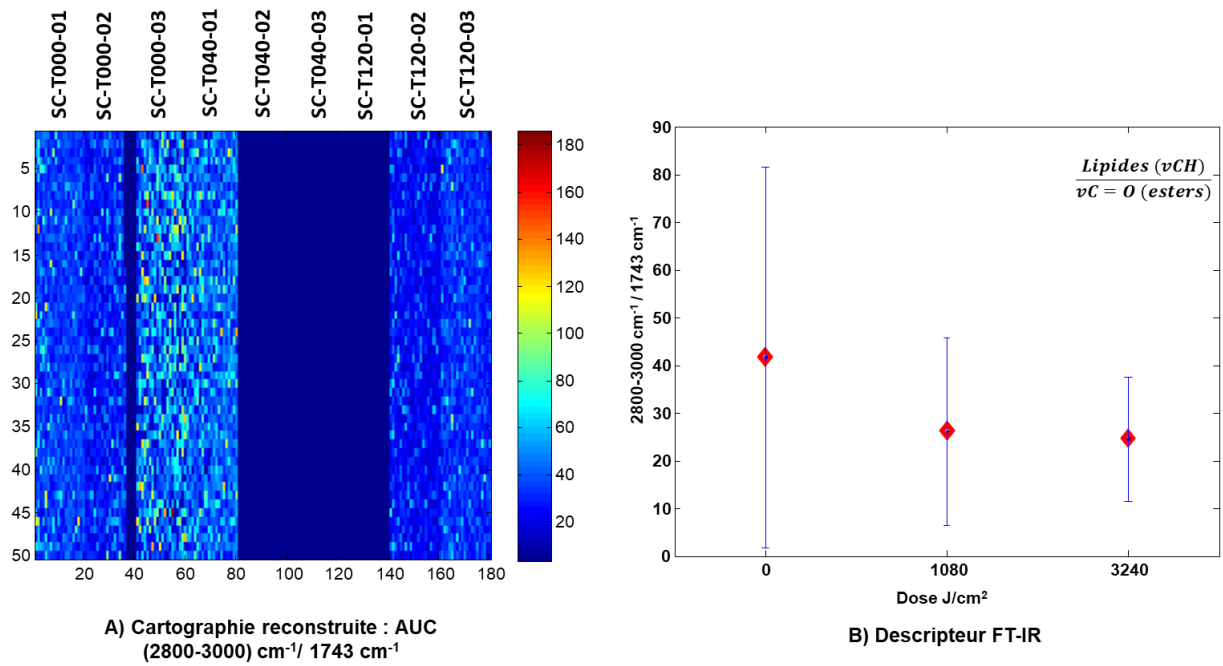 SC-T000-01
SC-T000-02
SC-T000-03
SC-T040-01
SC-T040-02
SC-T040-03
SC-T120-01
SC-T120-02
SC-T120-03
5
10
15
20
25
30
35
40
45
50
20 40 60 80 100 120 140 160 180
180
160
140
120
100
80
60
40
20
A) Cartographie reconstruite : AUC
(2800-3000) cm-1/ 1743 cm-1
90
80
70
60
50
40
30
20
10
0
2800-3000 cm-1/ 1743 cm-1
Lipides (νCH)
νC = O (esters)
0 1080 3240
Dose J/cm2
B) Descripteur FT-IR